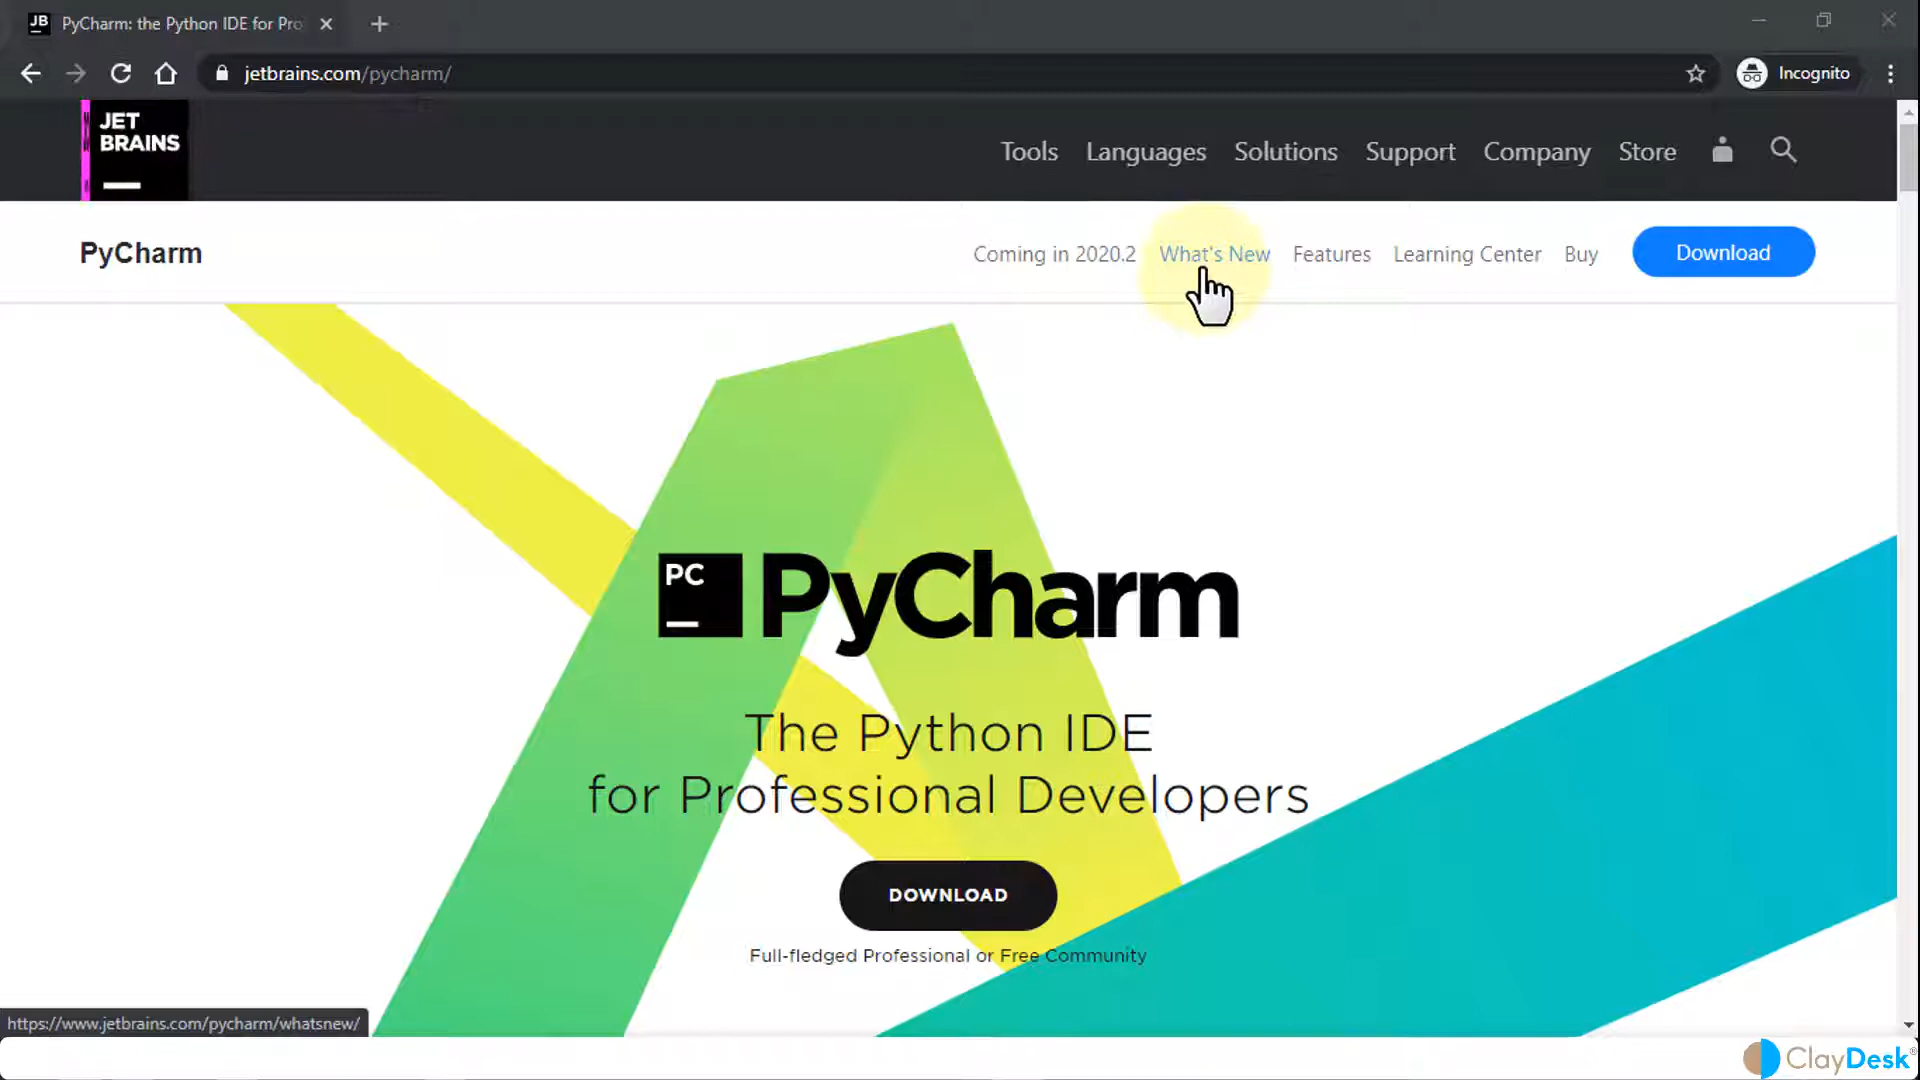 JB PyCharm: the Python IDE for Pro
jetbrains.com/pycharm/
Incognito
JET
BRAINS
Tools Languages Solutions Support Company Store
PyCharm
Coming in 2020.2 What's New Features Learning Center Buy Download
PC PyCharm
The Python IDE
for Professional Developers
DOWNLOAD
Full-fledged Professional or Free Community
https://www.jetbrains.com/pycharm/whatsnew/
ClayDesk®